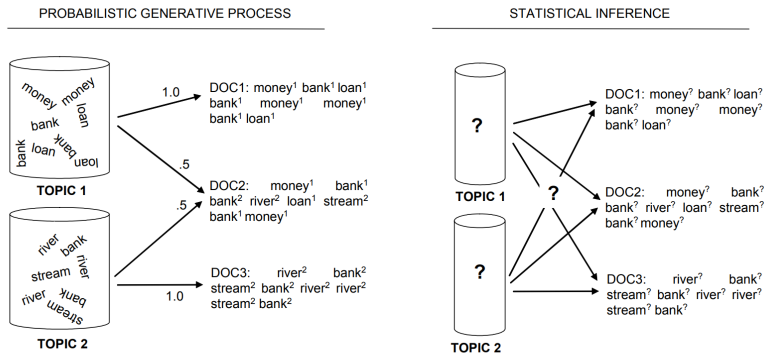 PROBABILISTIC GENERATIVE PROCESS
money
money
loan
bank
bank
loan
bank
loan
TOPIC 1
1.0
.5
DOC1: money¹ bank¹ loan¹
bank¹ money¹ money¹
bank¹ loan¹
DOC2: money¹ bank¹
bank² river² loan¹ stream²
bank¹ money¹
river
bank
stream
river
river
bank
stream
TOPIC 2
.5
1.0
DOC3: river² bank²
stream² bank² river² river²
stream² bank²
STATISTICAL INFERENCE
?
TOPIC 1
?
?
TOPIC 2
DOC1: money? bank? loan?
bank? money? money?
bank? loan?
DOC2: money? bank?
bank? river? loan? stream?
bank? money?
DOC3: river? bank?
stream? bank? river? river?
stream? bank?